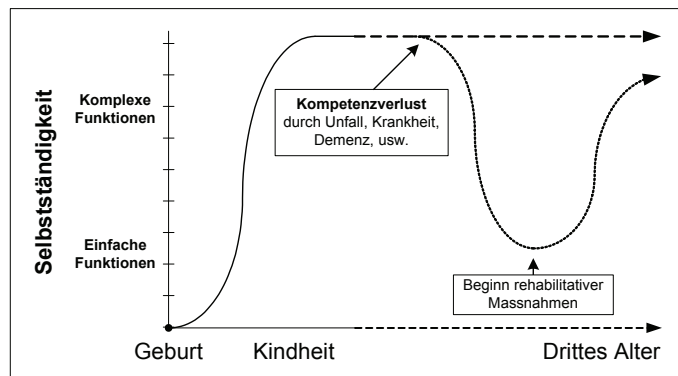 Selbstständigkeit
Komplexe
Funktionen
Einfache
Funktionen
Kompetenzverlust
durch Unfall, Krankheit,
Demenz, usw.
Beginn rehabilitativer
Massnahmen
Geburt
Kindheit
Drittes Alter